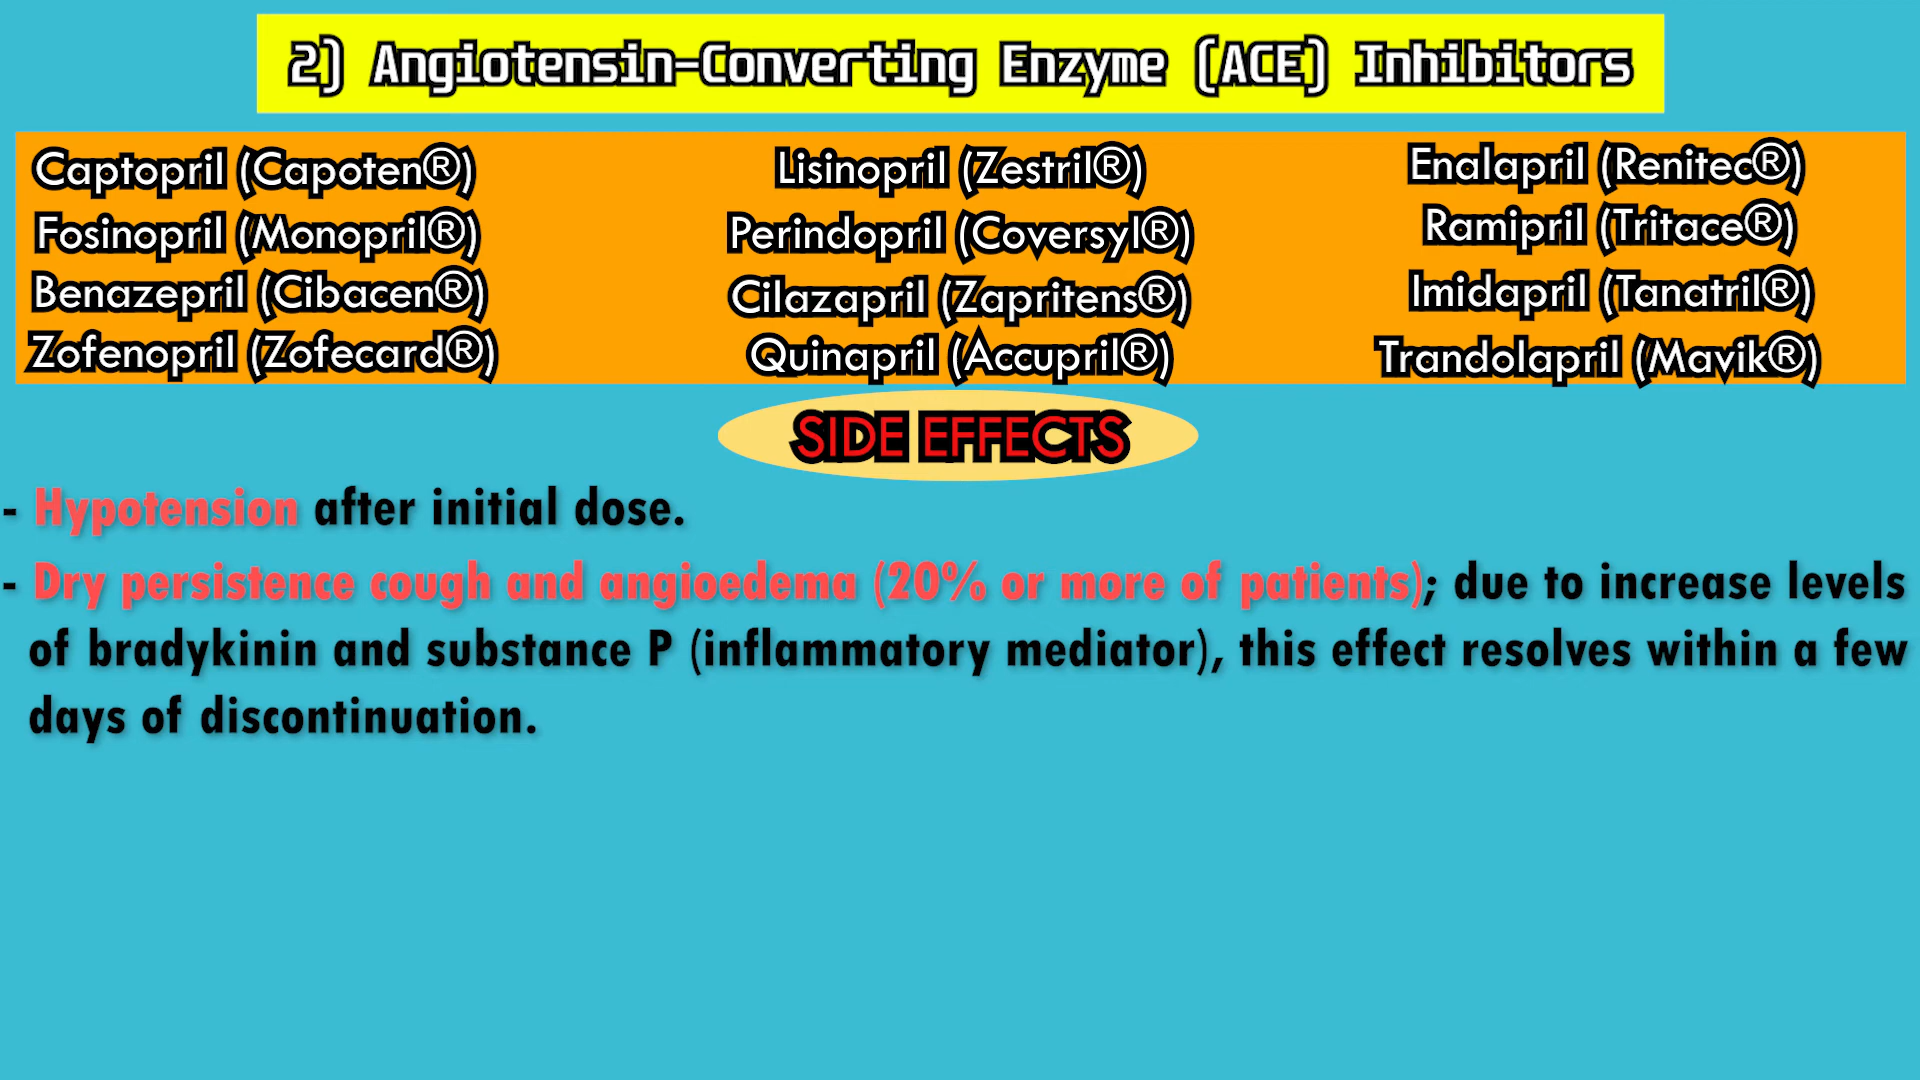 2) Angiotensin-Converting Enzyme (ACE) Inhibitors
Captopril (Capoten®)
Fosinopril (Monopril®)
Benazepril (Cibacen®)
Zofenopril (Zofecard®)
Lisinopril (Zestril®)
Perindopril (Coversyl®)
Cilazapril (Zapritens®)
Quinapril (Accupril®)
Enalapril (Renitec®)
Ramipril (Tritace®)
Imidapril (Tanatril®)
Trandolapril (Mavik®)
SIDE EFFECTS
- Hypotension after initial dose.
- Dry persistence cough and angioedema (20% or more of patients); due to increase levels
of bradykinin and substance P (inflammatory mediator), this effect resolves within a few
days of discontinuation.